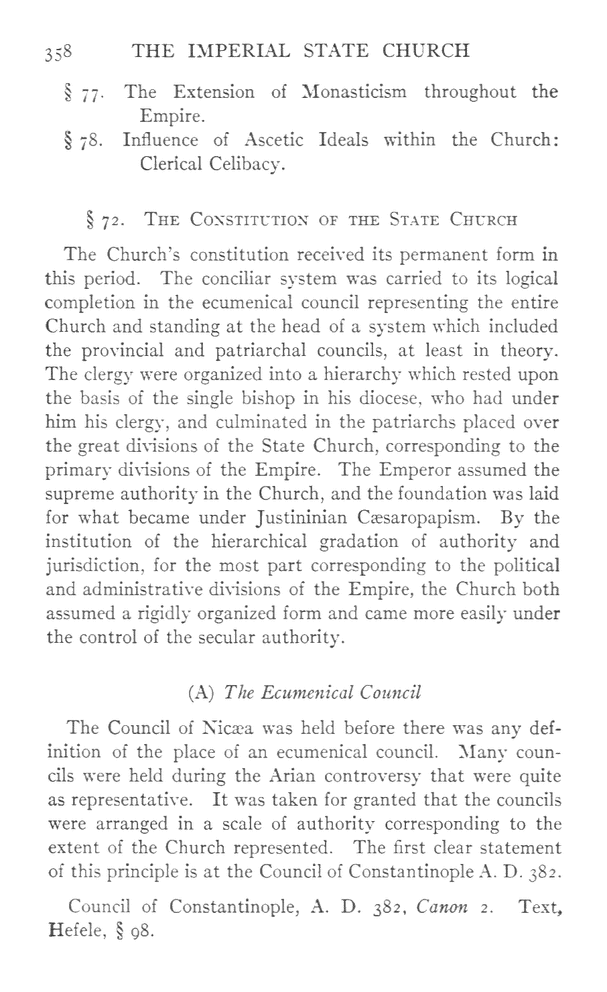 358 THE IMPERIAL STATE CHURCH
§ 77. The Extension of Monasticism throughout the
Empire.
§ 78. Influence of Ascetic Ideals within the Church:
Clerical Celibacy.
§ 72. The Constitution of the State Church
The Church's constitution received its permanent form in
this period. The conciliar system was carried to its logical
completion in the ecumenical council representing the entire
Church and standing at the head of a system which included
the provincial and patriarchal councils, at least in theory.
The clergy were organized into a hierarchy which rested upon
the basis of the single bishop in his diocese, who had under
him his clergy, and culminated in the patriarchs placed over
the great divisions of the State Church, corresponding to the
primary divisions of the Empire. The Emperor assumed the
supreme authority in the Church, and the foundation was laid
for what became under Justininian Cæsaropapism. By the
institution of the hierarchical gradation of authority and
jurisdiction, for the most part corresponding to the political
and administrative divisions of the Empire, the Church both
assumed a rigidly organized form and came more easily under
the control of the secular authority.
(A) The Ecumenical Council
The Council of Nicæa was held before there was any def-
inition of the place of an ecumenical council. Many coun-
cils were held during the Arian controversy that were quite
as representative. It was taken for granted that the councils
were arranged in a scale of authority corresponding to the
extent of the Church represented. The first clear statement
of this principle is at the Council of Constantinople A. D. 382.
Council of Constantinople, A. D. 382, Canon 2. Text,
Hefele, § 98.